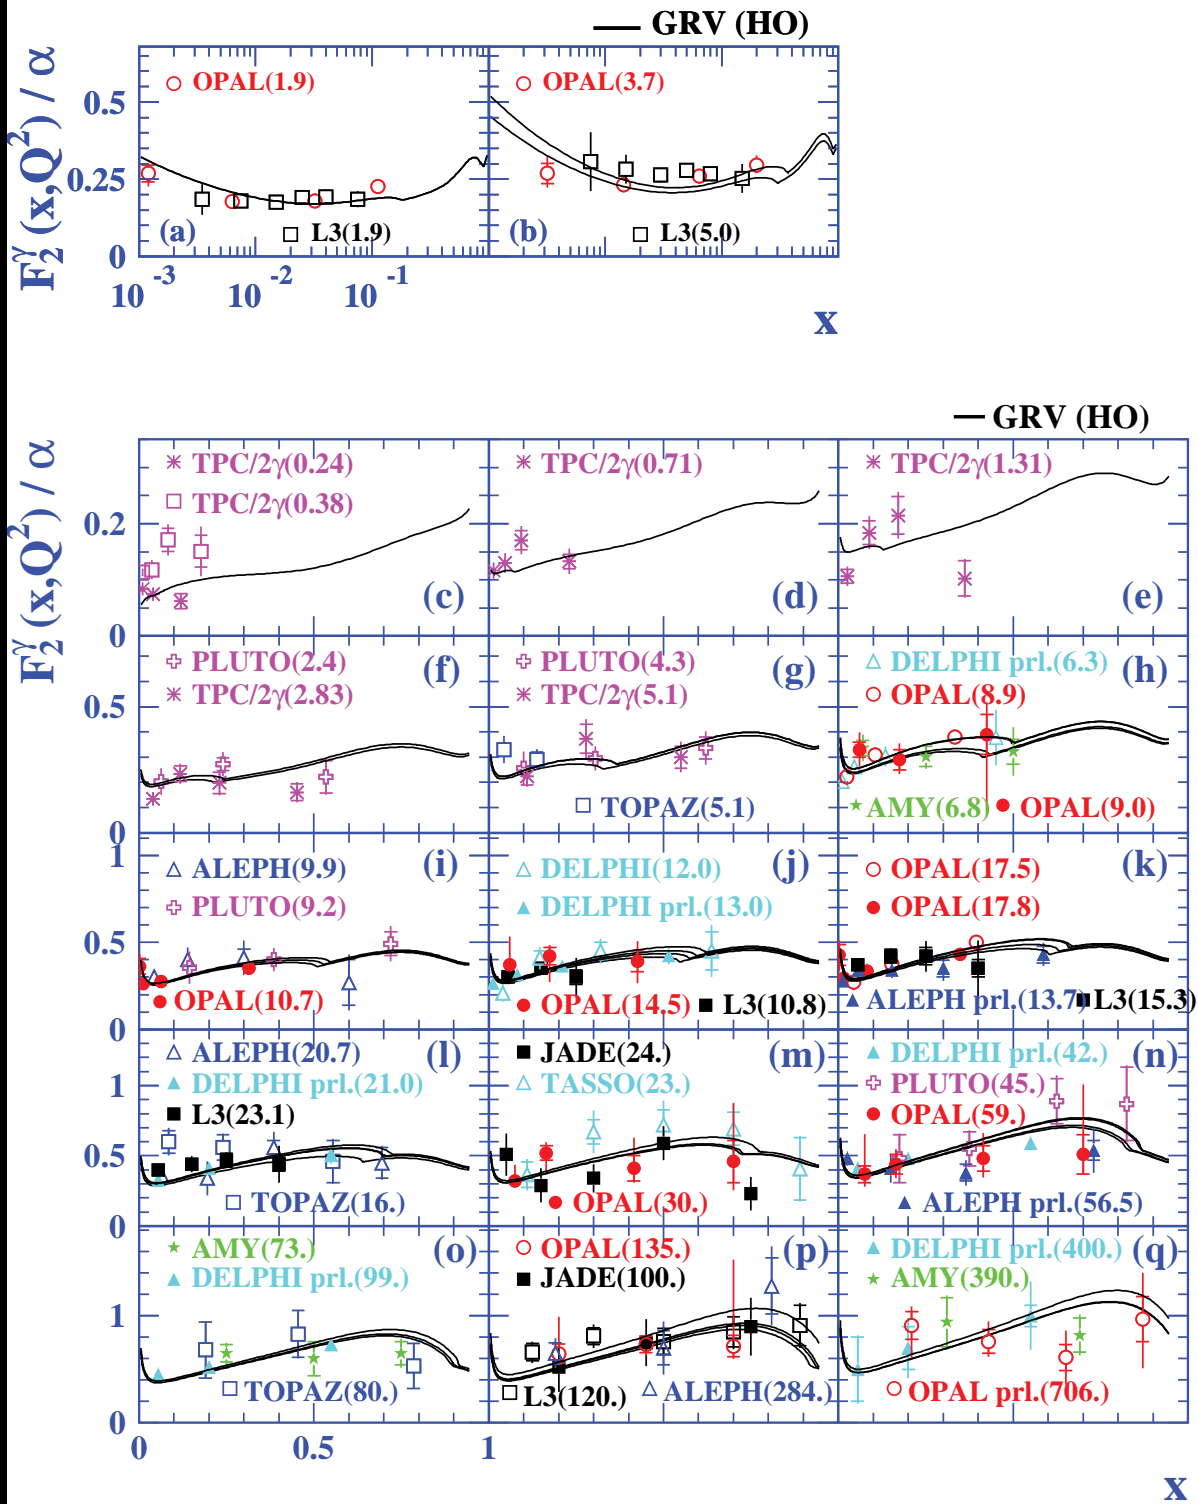 GRV (HO)
F₂^γ (x,Q²) / α
OPAL(1.9)
OPAL(3.7)
0.5
0.25
(a)
L3(1.9)
(b)
L3(5.0)
0
10⁻³
10⁻²
10⁻¹
x
GRV (HO)
F₂^γ (x,Q²) / α
TPC/2γ(0.24)
TPC/2γ(0.38)
TPC/2γ(0.71)
TPC/2γ(1.31)
0.2
(c)
(d)
(e)
0
PLUTO(2.4)
TPC/2γ(2.83)
(f)
PLUTO(4.3)
TPC/2γ(5.1)
(g)
TOPAZ(5.1)
DELPHI prl.(6.3)
OPAL(8.9)
(h)
AMY(6.8)
OPAL(9.0)
0.5
0
ALEPH(9.9)
PLUTO(9.2)
(i)
OPAL(10.7)
DELPHI(12.0)
DELPHI prl.(13.0)
(j)
OPAL(14.5)
L3(10.8)
OPAL(17.5)
OPAL(17.8)
(k)
ALEPH prl.(13.7)
L3(15.3)
1
0.5
0
ALEPH(20.7)
DELPHI prl.(21.0)
L3(23.1)
(l)
TOPAZ(16.)
JADE(24.)
TASSO(23.)
(m)
OPAL(30.)
DELPHI prl.(42.)
PLUTO(45.)
OPAL(59.)
(n)
ALEPH prl.(56.5)
1
0.5
0
AMY(73.)
DELPHI prl.(99.)
(o)
TOPAZ(80.)
OPAL(135.)
JADE(100.)
(p)
L3(120.)
ALEPH(284.)
DELPHI prl.(400.)
AMY(390.)
(q)
OPAL prl.(706.)
1
0
0
0.5
1
x